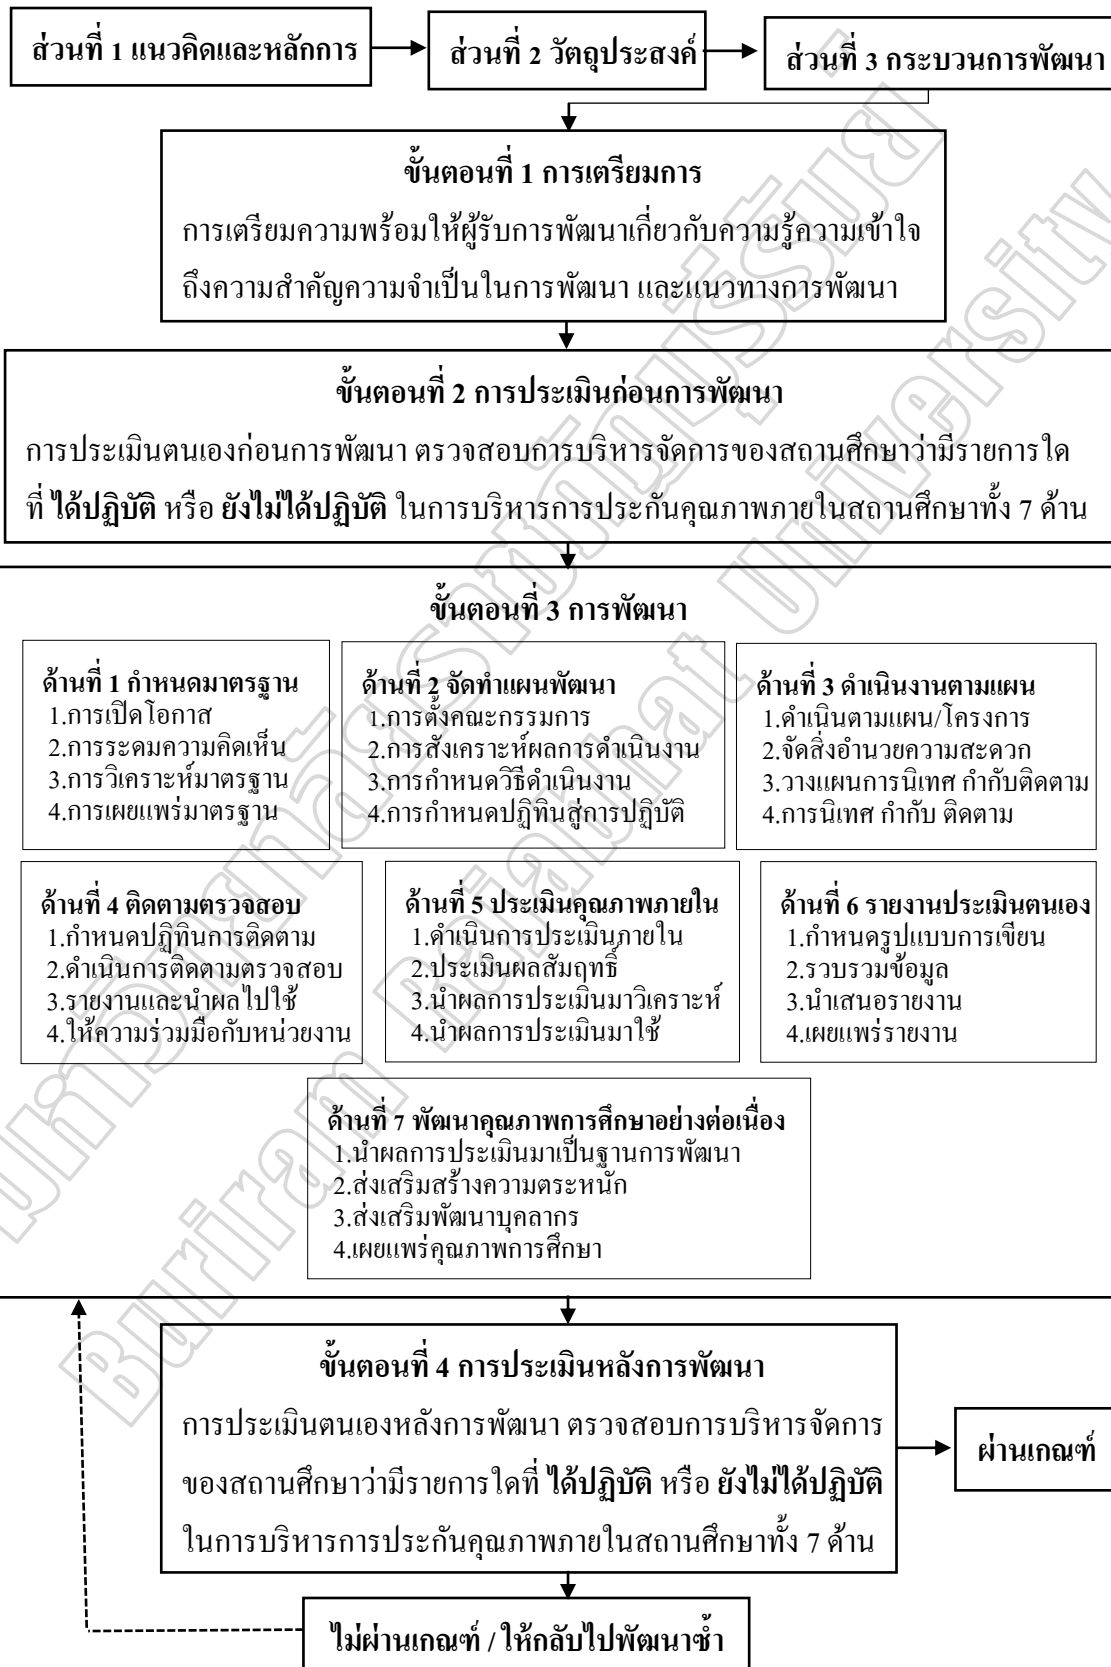 ส่วนที่ 1 แนวคิดและหลักการ
ส่วนที่ 2 วัตถุประสงค์
ส่วนที่ 3 กระบวนการพัฒนา
ขั้นตอนที่ 1 การเตรียมการ
การเตรียมความพร้อมให้ผู้รับการพัฒนาเกี่ยวกับความรู้ความเข้าใจ
ถึงความสำคัญความจำเป็นในการพัฒนา และแนวทางการพัฒนา
ขั้นตอนที่ 2 การประเมินก่อนการพัฒนา
การประเมินตนเองก่อนการพัฒนา ตรวจสอบการบริหารจัดการของสถานศึกษาว่ามีรายการใด
ที่ ได้ปฏิบัติ หรือ ยังไม่ได้ปฏิบัติ ในการบริหารการประกันคุณภาพภายในสถานศึกษาทั้ง 7 ด้าน
ขั้นตอนที่ 3 การพัฒนา
ด้านที่ 1 กำหนดมาตรฐาน
1.การเปิดโอกาส
2.การระดมความคิดเห็น
3.การวิเคราะห์มาตรฐาน
4.การเผยแพร่มาตรฐาน
ด้านที่ 2 จัดทำแผนพัฒนา
1.การตั้งคณะกรรมการ
2.การสังเคราะห์ผลการดำเนินงาน
3.การกำหนดวิธีดำเนินงาน
4.การกำหนดปฏิทินสู่การปฏิบัติ
ด้านที่ 3 ดำเนินงานตามแผน
1.ดำเนินตามแผน/โครงการ
2.จัดสิ่งอำนวยความสะดวก
3.วางแผนการนิเทศ กำกับติดตาม
4.การนิเทศ กำกับ ติดตาม
ด้านที่ 4 ติดตามตรวจสอบ
1.กำหนดปฏิทินการติดตาม
2.ดำเนินการติดตามตรวจสอบ
3.รายงานและนำผลไปใช้
4.ให้ความร่วมมือกับหน่วยงาน
ด้านที่ 5 ประเมินคุณภาพภายใน
1.ดำเนินการประเมินภายใน
2.ประเมินผลสัมฤทธิ์
3.นำผลการประเมินมาวิเคราะห์
4.นำผลการประเมินมาใช้
ด้านที่ 6 รายงานประเมินตนเอง
1.กำหนดรูปแบบการเขียน
2.รวบรวมข้อมูล
3.นำเสนอรายงาน
4.เผยแพร่รายงาน
ด้านที่ 7 พัฒนาคุณภาพการศึกษาอย่างต่อเนื่อง
1.นำผลการประเมินมาเป็นฐานการพัฒนา
2.ส่งเสริมสร้างความตระหนัก
3.ส่งเสริมพัฒนาบุคลากร
4.เผยแพร่คุณภาพการศึกษา
ขั้นตอนที่ 4 การประเมินหลังการพัฒนา
การประเมินตนเองหลังการพัฒนา ตรวจสอบการบริหารจัดการ
ของสถานศึกษาว่ามีรายการใดที่ ได้ปฏิบัติ หรือ ยังไม่ได้ปฏิบัติ
ในการบริหารการประกันคุณภาพภายในสถานศึกษาทั้ง 7 ด้าน
ผ่านเกณฑ์
ไม่ผ่านเกณฑ์ / ให้กลับไปพัฒนาซ้ำ
มหาวิทยาลัยราชภัฏบุรีรัมย์
Buriram Rajabhat University